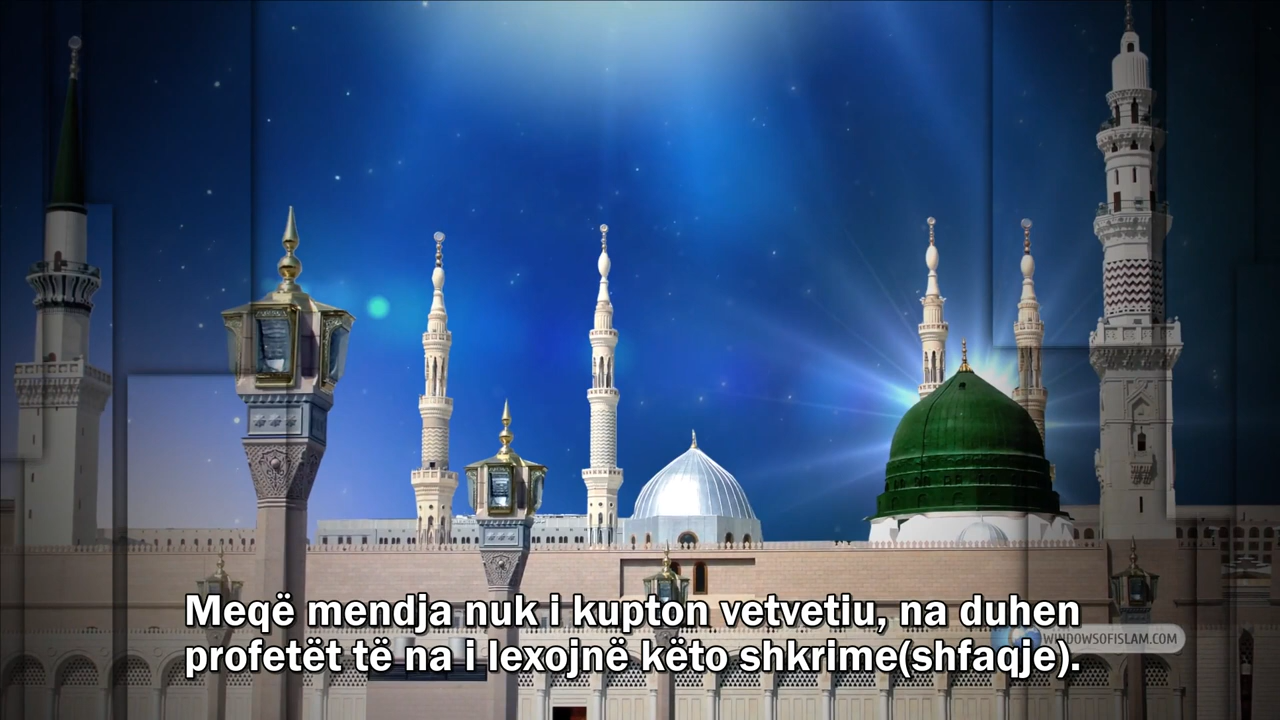 Meqë mendja nuk i kupton vetvetiu, na duhen
profetët të na i lexojnë këto shkrime(shfaqje).
WINDOWSOFISLAM.COM